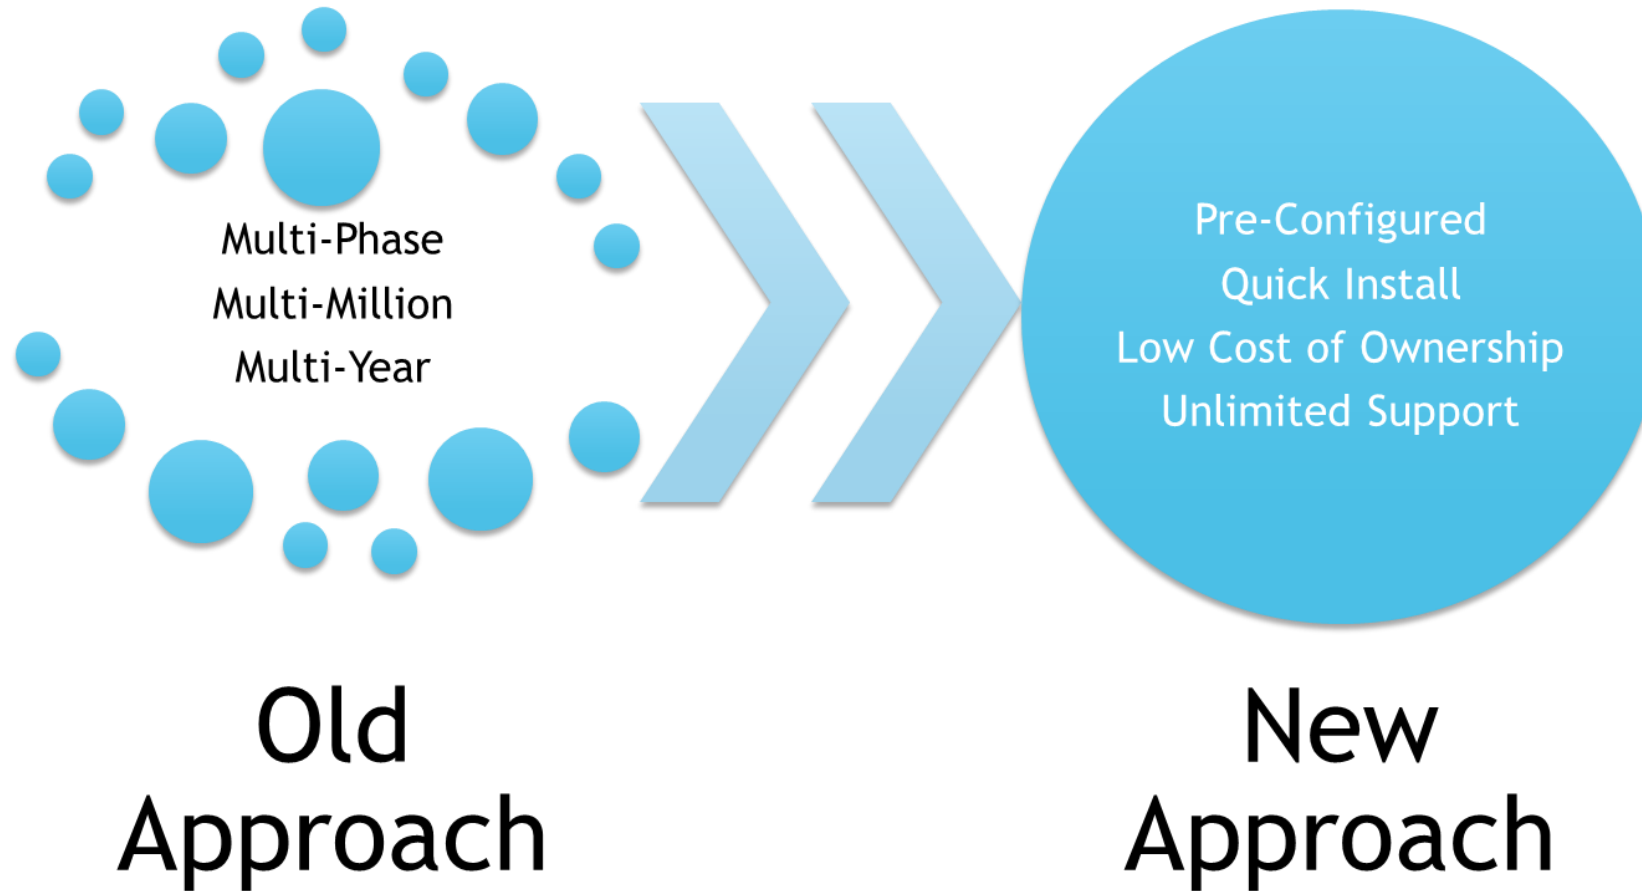 Multi-Phase
Multi-Million
Multi-Year
Pre-Configured
Quick Install
Low Cost of Ownership
Unlimited Support
Old
Approach
New
Approach